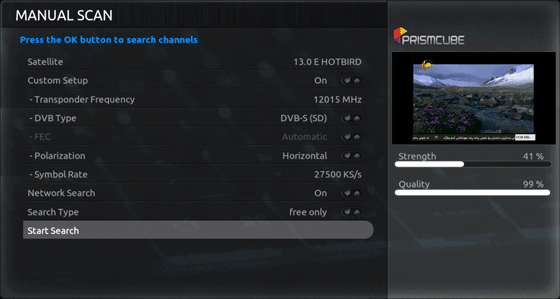 MANUAL SCAN
Press the OK button to search channels
Satellite 13.0 E HOTBIRD
Custom Setup On
- Transponder Frequency 12015 MHz
- DVB Type DVB-S (SD)
- FEC Automatic
- Polarization Horizontal
- Symbol Rate 27500 KS/s
Network Search On
Search Type free only
Start Search
PRISMCUBE
Strength 41 %
Quality 99 %